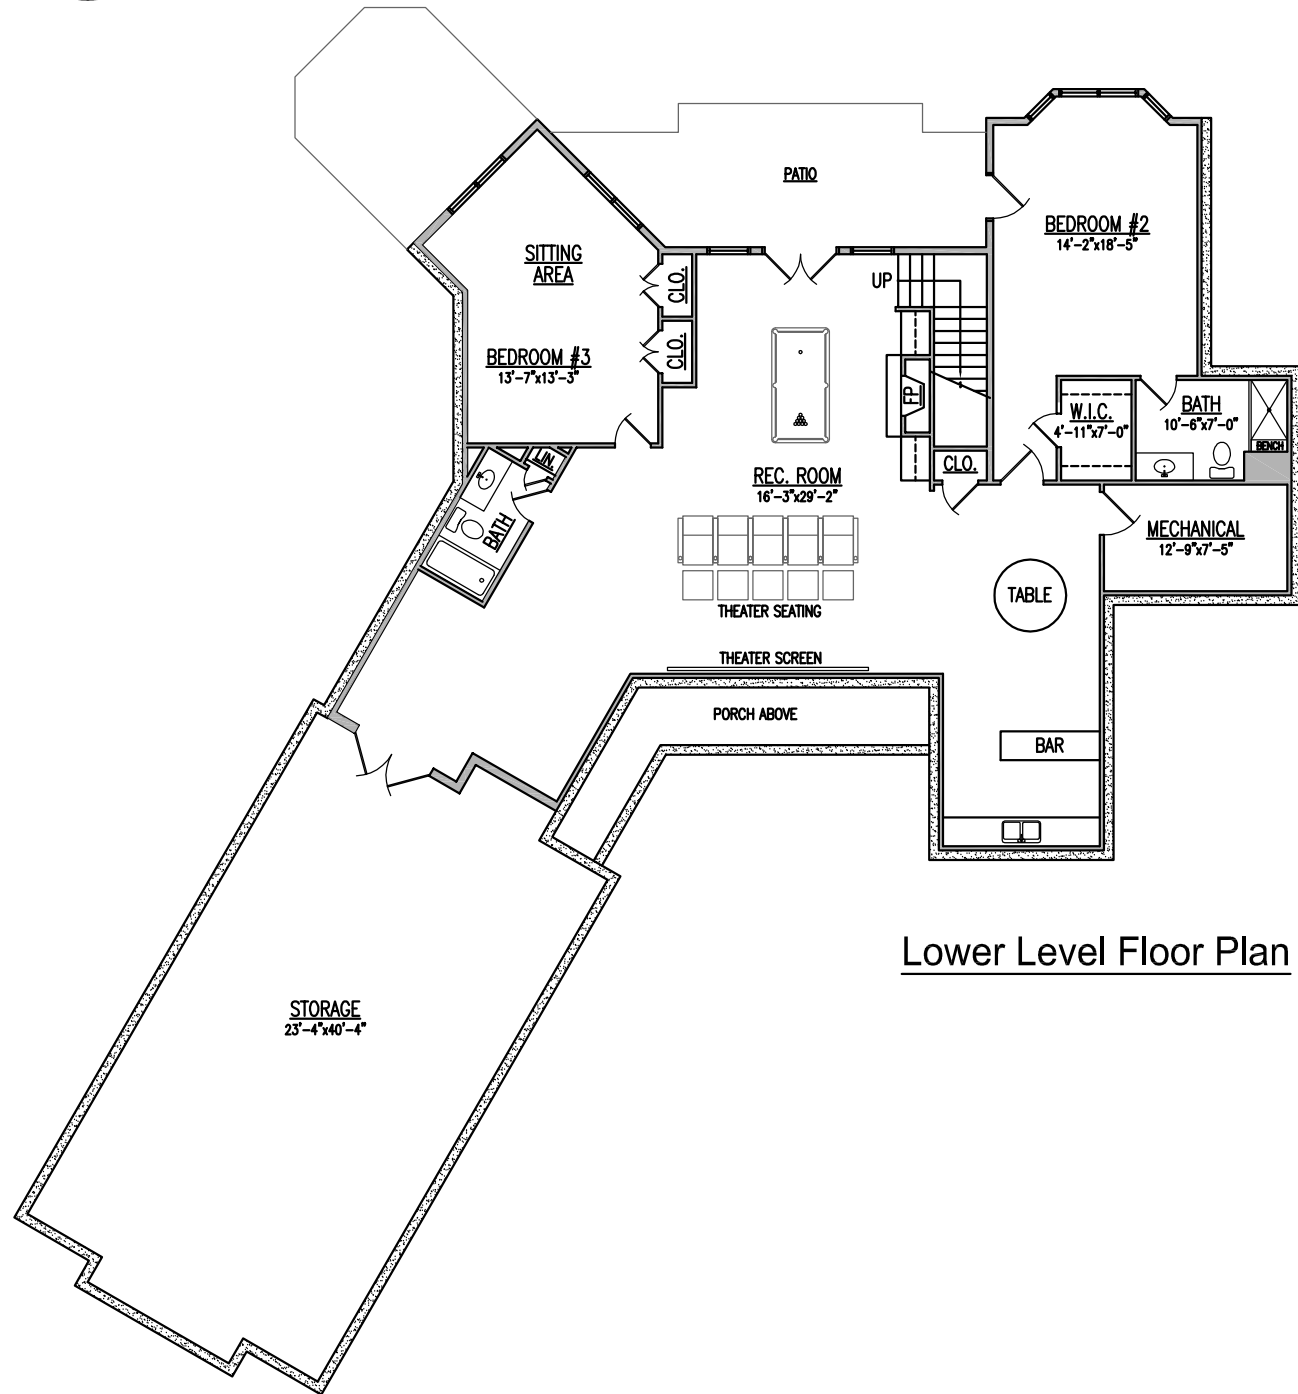 PATIO
BEDROOM #2
14'-2"x18'-5"
SITTING
AREA
CLO.
UP
CLO.
BEDROOM #3
13'-7"x13'-3"
FP
W.I.C.
4'-11"x7'-0"
BATH
10'-6"x7'-0"
BENCH
LIN.
CLO.
REC. ROOM
16'-3"x29'-2"
BATH
MECHANICAL
12'-9"x7'-5"
TABLE
THEATER SEATING
THEATER SCREEN
PORCH ABOVE
BAR
Lower Level Floor Plan
STORAGE
23'-4"x40'-4"